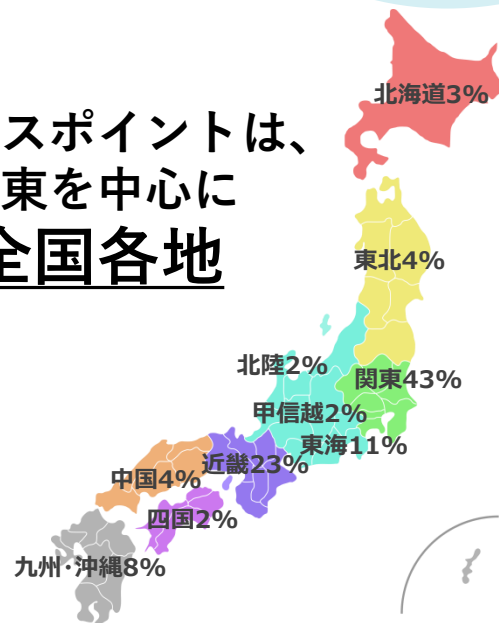 スポイントは、
東を中心に
全国各地
北海道3%
東北4%
北陸2%
関東43%
甲信越2%
東海11%
近畿23%
中国4%
四国2%
九州・沖縄8%